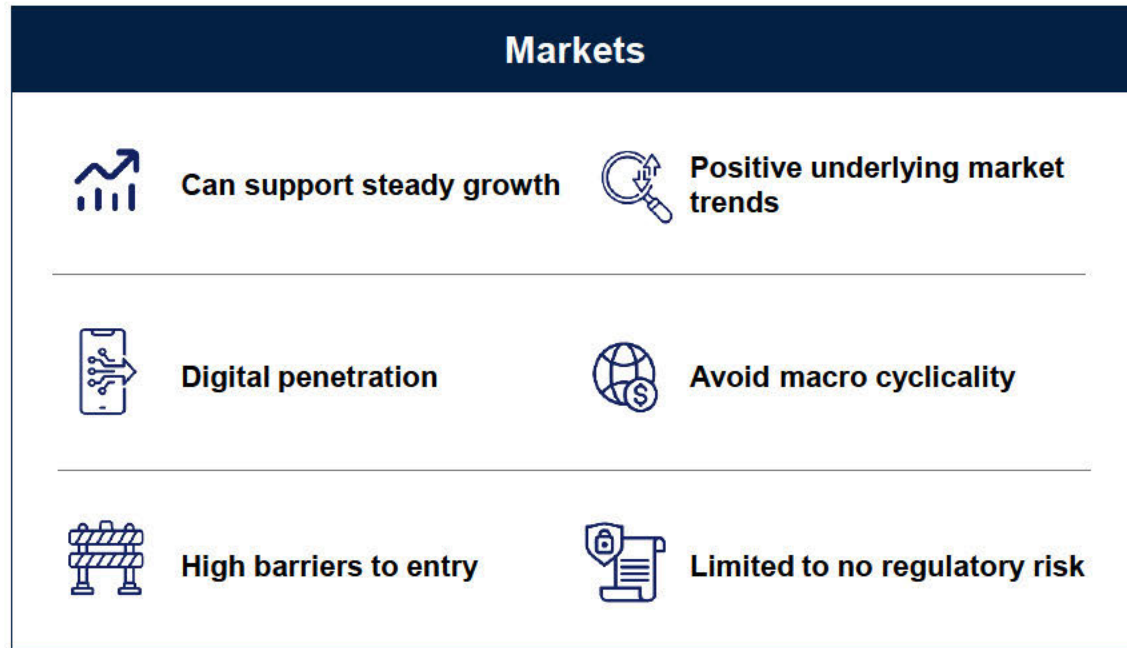 Markets
Can support steady growth
Positive underlying market
trends
Digital penetration
Avoid macro cyclicality
High barriers to entry
Limited to no regulatory risk